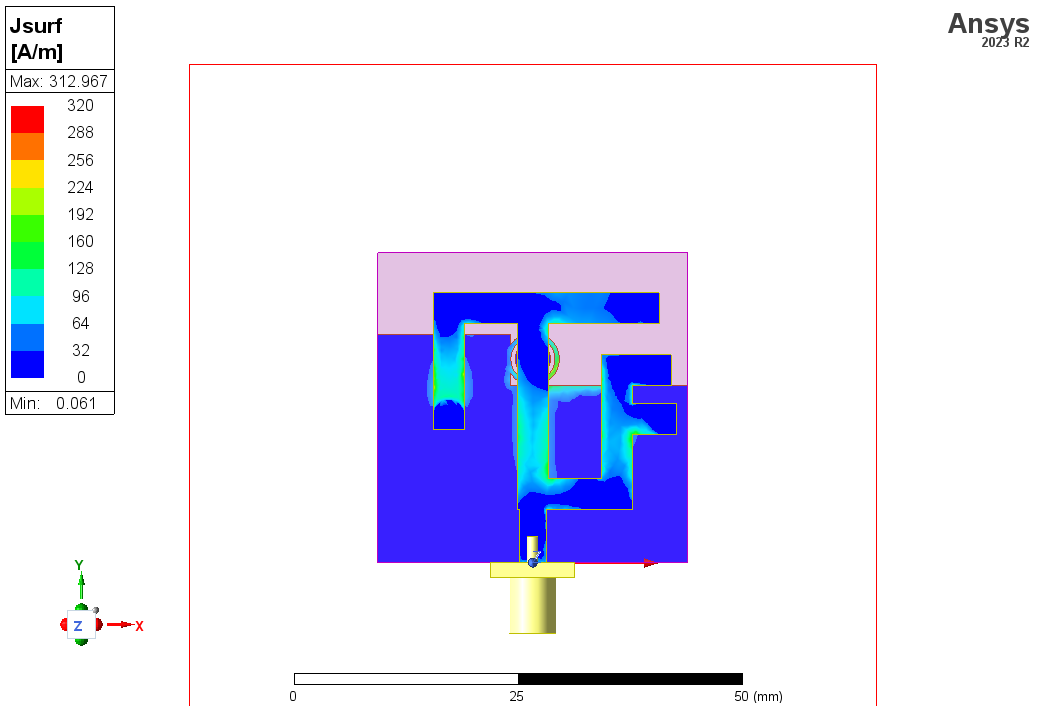 Jsurf
[A/m]
Max: 312.967
320
288
256
224
192
160
128
96
64
32
0
Min: 0.061
Ansys
2023 R2
Y
Z
X
0
25
50 (mm)